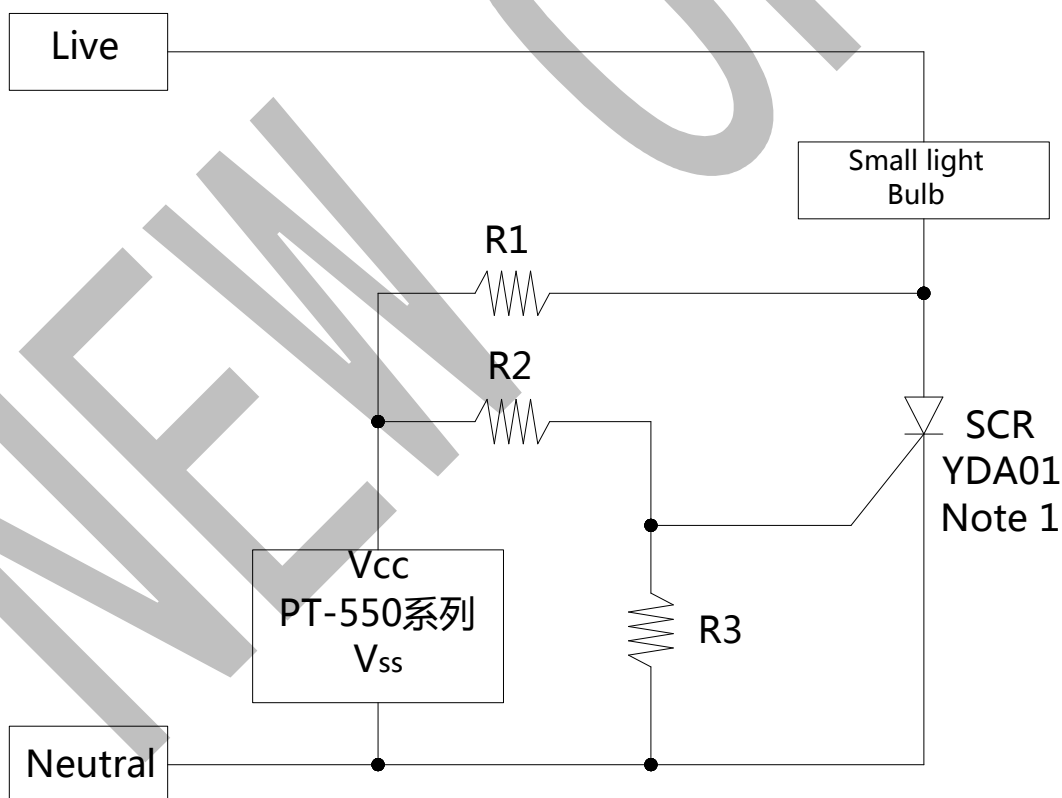 Live
Small light
Bulb
R1
R2
SCR
YDA01
Note 1
Vcc
PT-550系列
Vss
R3
Neutral
NEW